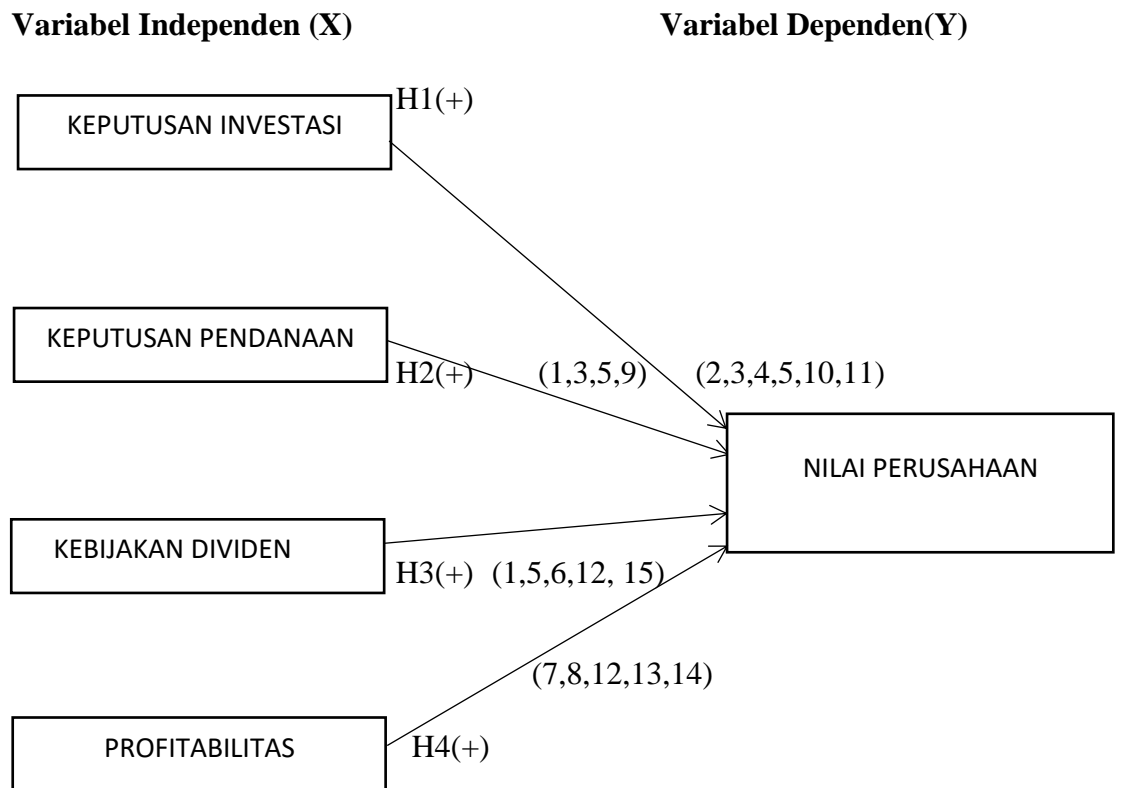 Variabel Independen (X) Variabel Dependen(Y)
H1(+)
KEPUTUSAN INVESTASI
KEPUTUSAN PENDANAAN
H2(+) (1,3,5,9) (2,3,4,5,10,11)
NILAI PERUSAHAAN
KEBIJAKAN DIVIDEN
H3(+) (1,5,6,12, 15)
(7,8,12,13,14)
PROFITABILITAS H4(+)